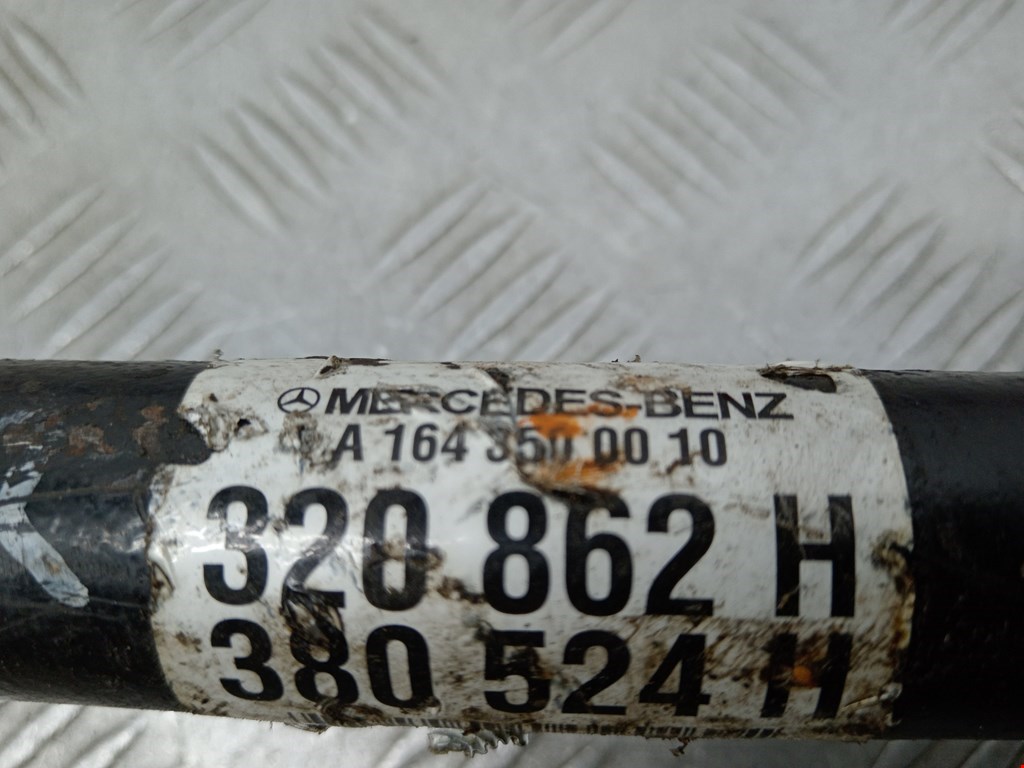 MERCEDES-BENZ
A 164 350 00 10
320 862 H
380 524 H